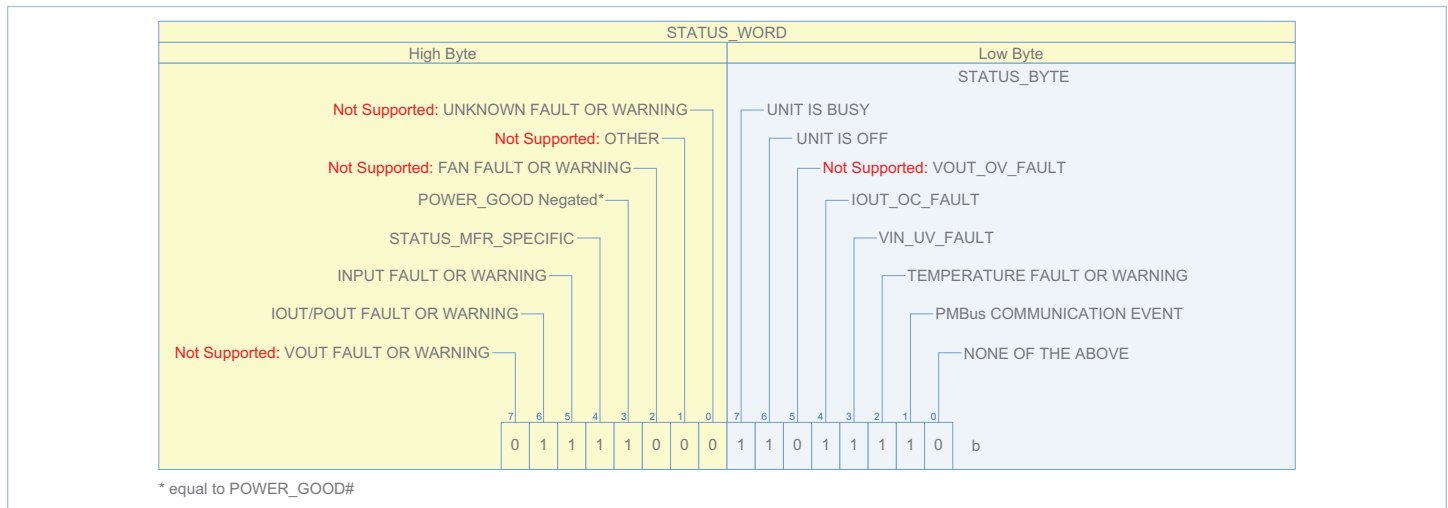 STATUS_WORD
High Byte
Low Byte
STATUS_BYTE
Not Supported: UNKNOWN FAULT OR WARNING
Not Supported: OTHER
Not Supported: FAN FAULT OR WARNING
POWER_GOOD Negated*
STATUS_MFR_SPECIFIC
INPUT FAULT OR WARNING
IOUT/POUT FAULT OR WARNING
Not Supported: VOUT FAULT OR WARNING
UNIT IS BUSY
UNIT IS OFF
Not Supported: VOUT_OV_FAULT
IOUT_OC_FAULT
VIN_UV_FAULT
TEMPERATURE FAULT OR WARNING
PMBus COMMUNICATION EVENT
NONE OF THE ABOVE
7 6 5 4 3 2 1 0 7 6 5 4 3 2 1 0
0 1 1 1 1 0 0 0 1 1 0 1 1 1 1 0 b
* equal to POWER_GOOD#